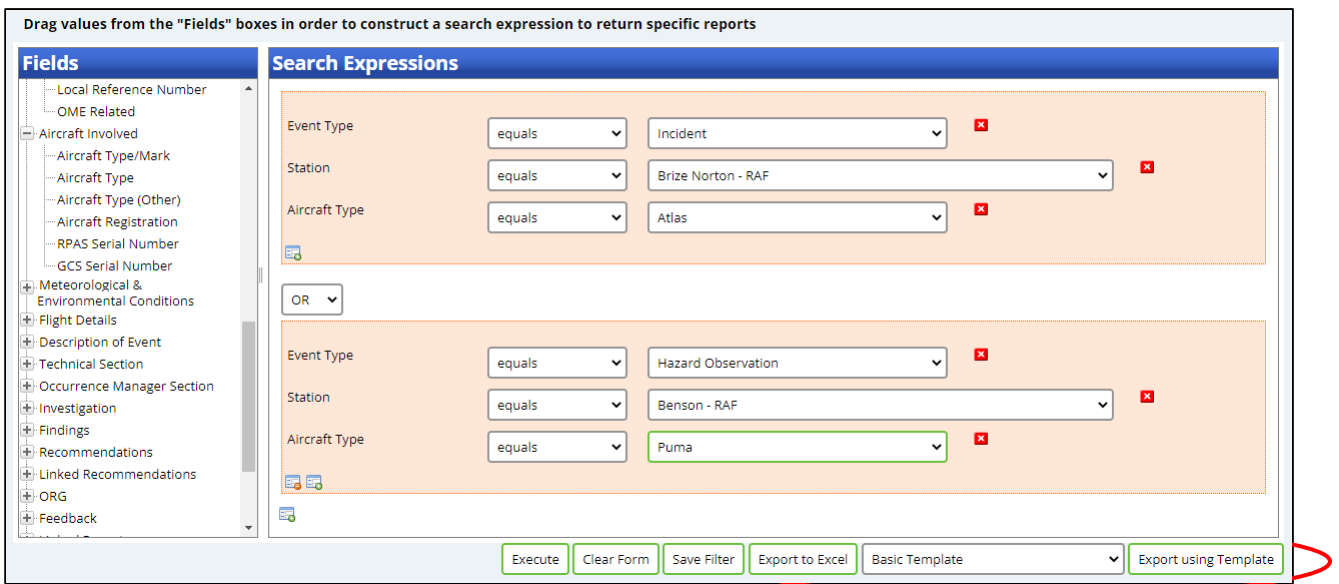 Drag values from the "Fields" boxes in order to construct a search expression to return specific reports
Fields
Local Reference Number
OME Related
Aircraft Involved
Aircraft Type/Mark
Aircraft Type
Aircraft Type (Other)
Aircraft Registration
RPAS Serial Number
GCS Serial Number
Meteorological &
Environmental Conditions
Flight Details
Description of Event
Technical Section
Occurrence Manager Section
Investigation
Findings
Recommendations
Linked Recommendations
ORG
Feedback
Search Expressions
Event Type equals Incident
Station equals Brize Norton - RAF
Aircraft Type equals Atlas
OR
Event Type equals Hazard Observation
Station equals Benson - RAF
Aircraft Type equals Puma
Execute Clear Form Save Filter Export to Excel Basic Template Export using Template